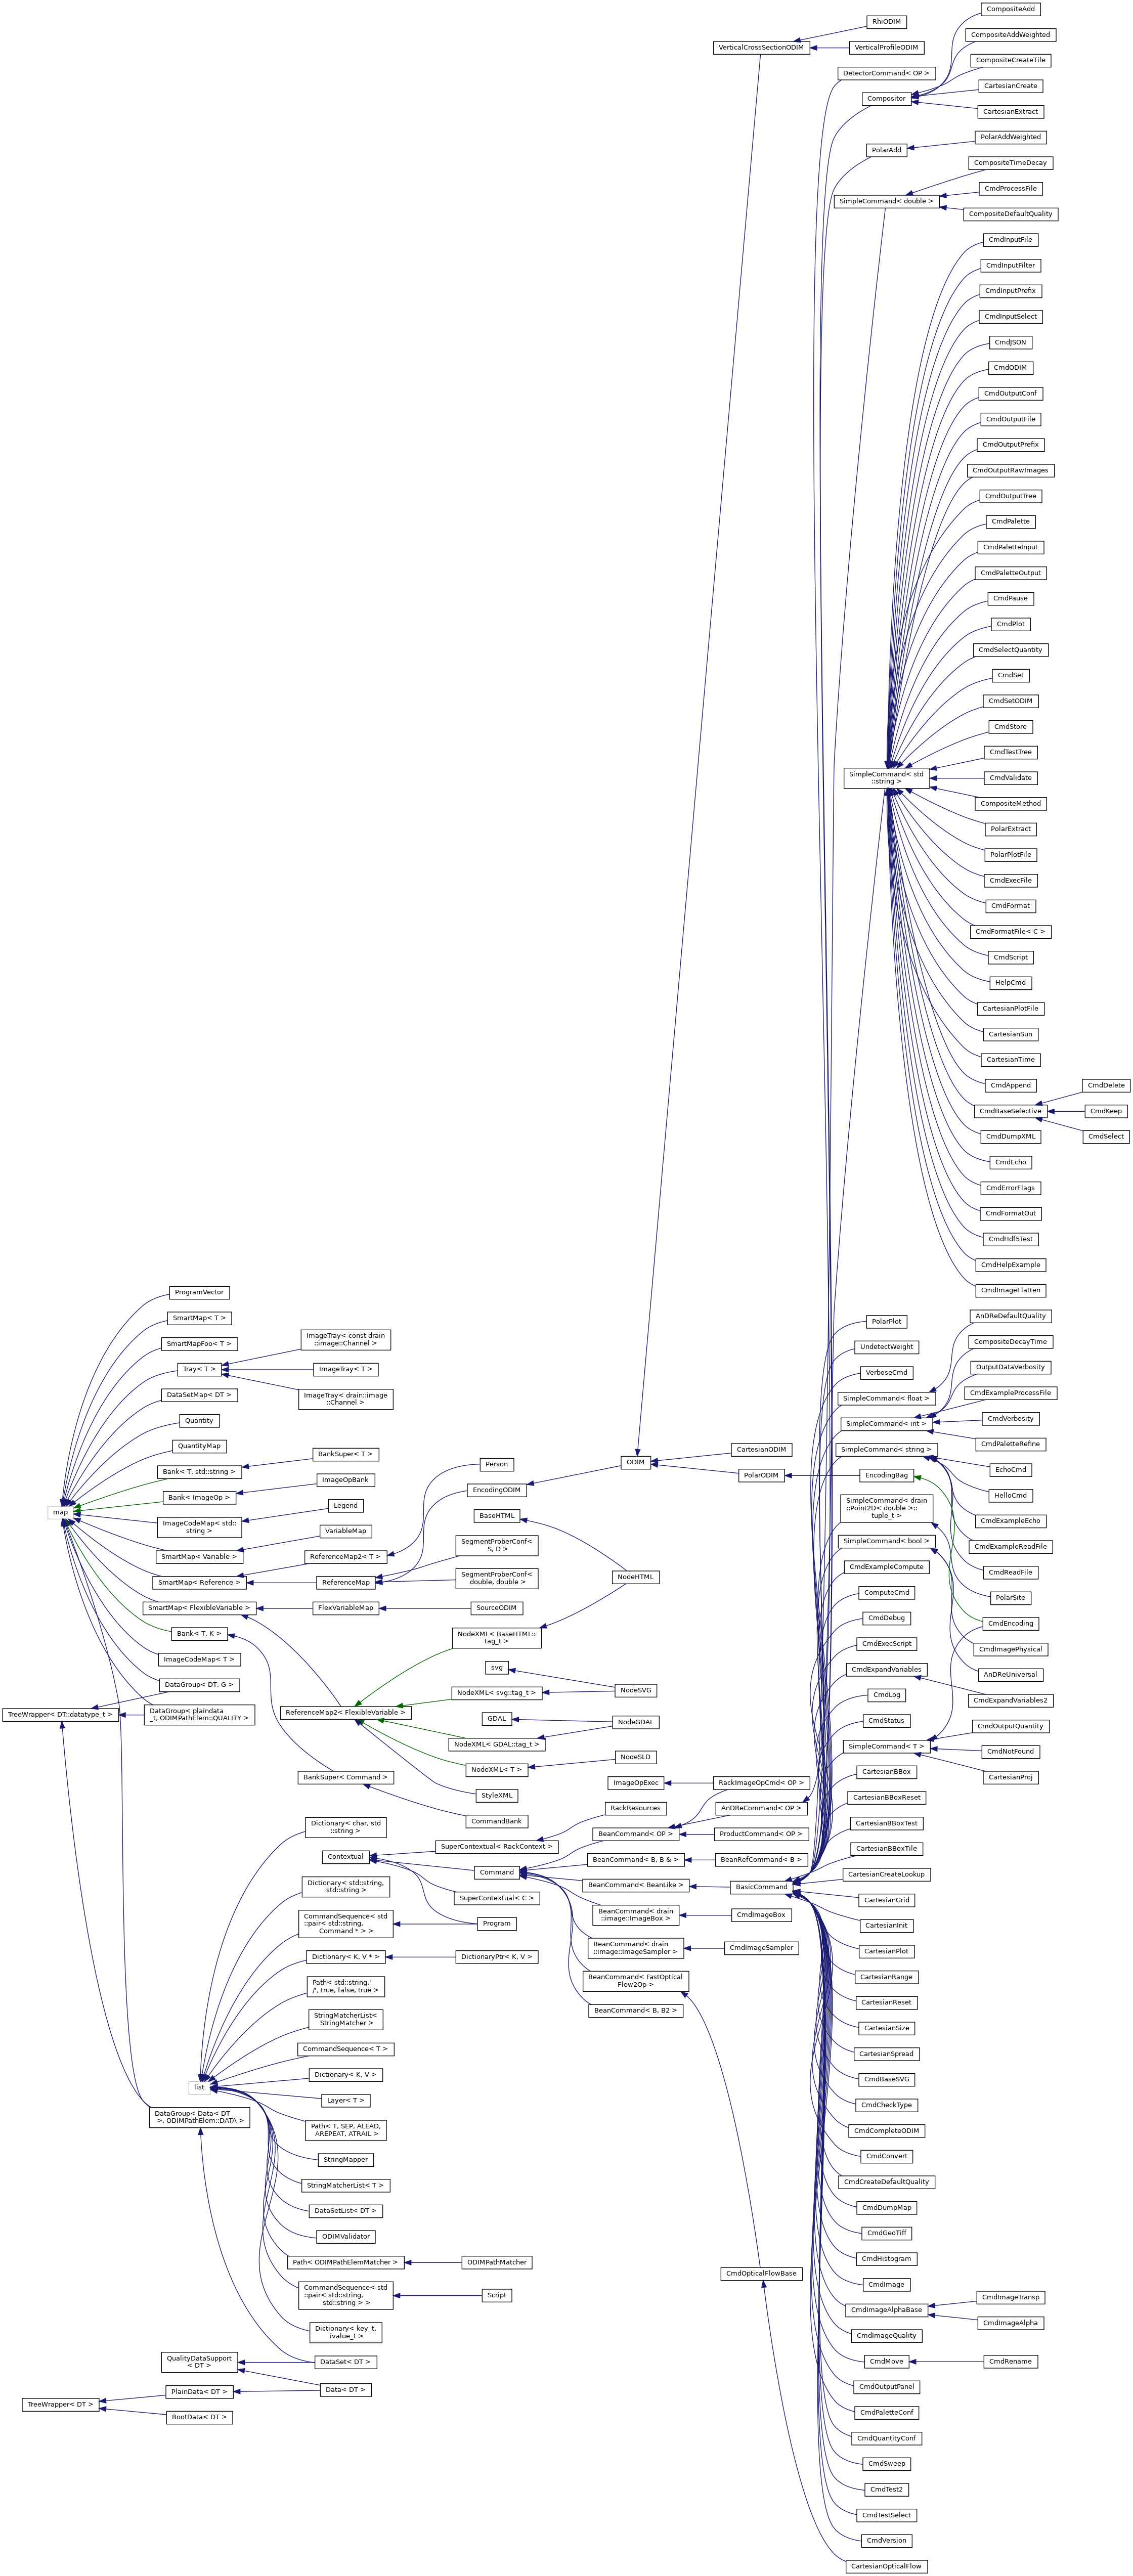 RhiODIM
VerticalCrossSectionODIM
VerticalProfileODIM
DetectorCommand< OP >
Compositor
CompositeAdd
CompositeAddWeighted
CompositeCreateTile
CartesianCreate
CartesianExtract
PolarAdd
PolarAddWeighted
SimpleCommand< double >
CompositeTimeDecay
CmdProcessFile
CompositeDefaultQuality
CmdInputFile
CmdInputFilter
CmdInputPrefix
CmdInputSelect
CmdJSON
CmdODIM
CmdOutputConf
CmdOutputFile
CmdOutputPrefix
CmdOutputRawImages
CmdOutputTree
CmdPalette
CmdPaletteInput
CmdPaletteOutput
CmdPause
CmdPlot
CmdSelectQuantity
CmdSet
CmdSetODIM
CmdStore
CmdTestTree
SimpleCommand< std
::string >
CmdValidate
CompositeMethod
PolarExtract
PolarPlotFile
CmdExecFile
CmdFormat
CmdFormatFile< C >
CmdScript
HelpCmd
CartesianPlotFile
CartesianSun
CartesianTime
CmdAppend
CmdBaseSelective
CmdDelete
CmdKeep
CmdSelect
CmdDumpXML
CmdEcho
CmdErrorFlags
CmdFormatOut
CmdHdf5Test
CmdHelpExample
CmdImageFlatten
ProgramVector
SmartMap< T >
SmartMapFoo< T >
Tray< T >
ImageTray< const drain
::image::Channel >
ImageTray< T >
ImageTray< drain::image
::Channel >
DataSetMap< DT >
Quantity
QuantityMap
Bank< T, std::string >
BankSuper< T >
Bank< ImageOp >
ImageOpBank
map
ImageCodeMap< std::
string >
Legend
SmartMap< Variable >
VariableMap
SmartMap< Reference >
ReferenceMap2< T >
ReferenceMap
Person
EncodingODIM
SegmentProberConf<
S, D >
SegmentProberConf<
double, double >
SmartMap< FlexibleVariable >
FlexVariableMap
SourceODIM
Bank< T, K >
ImageCodeMap< T >
DataGroup< DT, G >
TreeWrapper< DT::datatype_t >
DataGroup< plaindata
_t, ODIMPathElem::QUALITY >
BaseHTML
NodeHTML
NodeXML< BaseHTML::
tag_t >
svg
NodeXML< svg::tag_t >
NodeSVG
ReferenceMap2< FlexibleVariable >
GDAL
NodeXML< GDAL::tag_t >
NodeGDAL
NodeXML< T >
NodeSLD
StyleXML
BankSuper< Command >
CommandBank
ODIM
CartesianODIM
PolarODIM
EncodingBag
PolarPlot
UndetectWeight
VerboseCmd
SimpleCommand< float >
AnDReDefaultQuality
CompositeDecayTime
OutputDataVerbosity
CmdExampleProcessFile
SimpleCommand< int >
CmdVerbosity
CmdPaletteRefine
SimpleCommand< string >
EchoCmd
HelloCmd
CmdExampleEcho
CmdExampleReadFile
CmdReadFile
PolarSite
SimpleCommand< drain
::Point2D< double >::
tuple_t >
SimpleCommand< bool >
CmdEncoding
CmdImagePhysical
AnDReUniversal
CmdExampleCompute
ComputeCmd
CmdDebug
CmdExecScript
CmdExpandVariables
CmdExpandVariables2
CmdLog
CmdStatus
SimpleCommand< T >
CmdOutputQuantity
CmdNotFound
CartesianProj
CartesianBBox
CartesianBBoxReset
CartesianBBoxTest
CartesianBBoxTile
CartesianCreateLookup
BasicCommand
CartesianGrid
CartesianInit
CartesianPlot
CartesianRange
CartesianReset
CartesianSize
CartesianSpread
CmdBaseSVG
CmdCheckType
CmdCompleteODIM
CmdConvert
CmdCreateDefaultQuality
CmdDumpMap
CmdGeoTiff
CmdHistogram
CmdImage
CmdImageAlphaBase
CmdImageTransp
CmdImageAlpha
CmdImageQuality
CmdMove
CmdRename
CmdOutputPanel
CmdPaletteConf
CmdQuantityConf
CmdSweep
CmdTest2
CmdTestSelect
CmdVersion
CartesianOpticalFlow
CmdOpticalFlowBase
ImageOpExec
RackImageOpCmd< OP >
RackResources
AnDReCommand< OP >
BeanCommand< OP >
ProductCommand< OP >
SuperContextual< RackContext >
Contextual
BeanCommand< B, B & >
BeanRefCommand< B >
Command
BeanCommand< BeanLike >
SuperContextual< C >
BeanCommand< drain
::image::ImageBox >
CmdImageBox
Program
BeanCommand< drain
::image::ImageSampler >
CmdImageSampler
BeanCommand< FastOptical
Flow2Op >
BeanCommand< B, B2 >
Dictionary< char, std
::string >
Dictionary< std::string,
std::string >
CommandSequence< std
::pair< std::string,
Command * > >
Dictionary< K, V * >
DictionaryPtr< K, V >
Path< std::string,'
/', true, false, true >
StringMatcherList<
StringMatcher >
CommandSequence< T >
Dictionary< K, V >
list
Layer< T >
DataGroup< Data< DT
>, ODIMPathElem::DATA >
Path< T, SEP, ALEAD,
AREPEAT, ATRAIL >
StringMapper
StringMatcherList< T >
DataSetList< DT >
ODIMValidator
Path< ODIMPathElemMatcher >
ODIMPathMatcher
CommandSequence< std
::pair< std::string,
std::string > >
Script
Dictionary< key_t,
ivalue_t >
QualityDataSupport
< DT >
DataSet< DT >
PlainData< DT >
Data< DT >
TreeWrapper< DT >
RootData< DT >